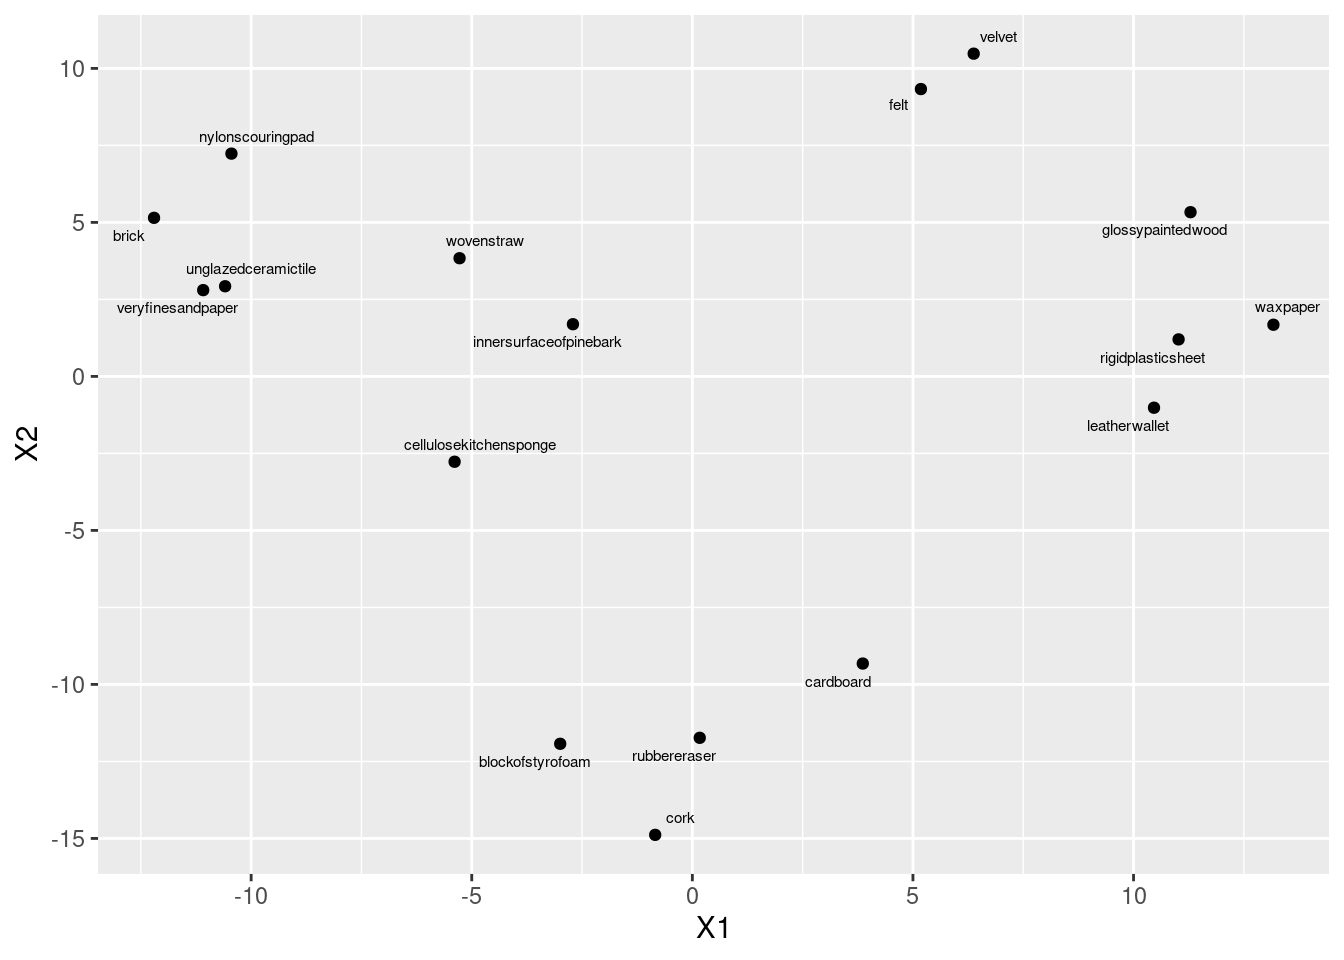 velvet
10
felt
nylonscouringpad
5
brick
glossypaintedwood
wovenstraw
unglazedceramictile
veryfinesandpaper
waxpaper
innersurfaceofpinebark
rigidplasticsheet
0
leatherwallet
X2
cellulosekitchensponge
-5
cardboard
-10
rubbereraser
blockofstyrofoam
cork
-15
-10
-5
0
5
10
X1